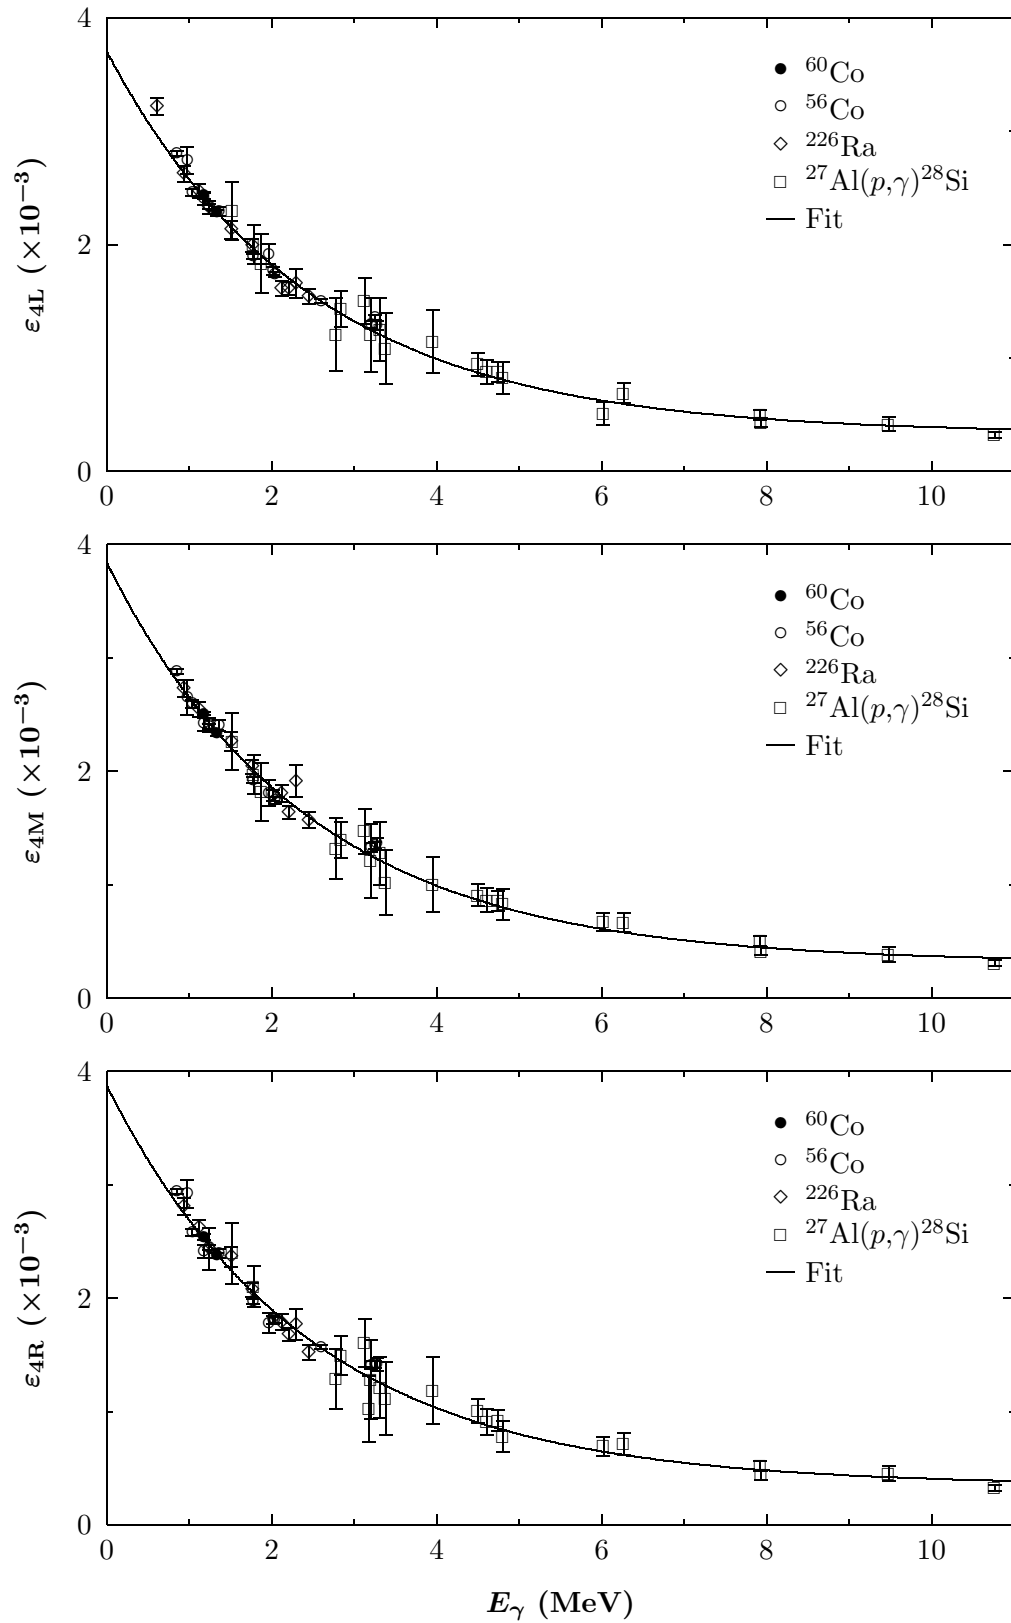 4
2
0
ε4L (×10−3)
60Co
56Co
226Ra
27Al(p,γ)28Si
Fit
0 2 4 6 8 10
4
2
0
ε4M (×10−3)
60Co
56Co
226Ra
27Al(p,γ)28Si
Fit
0 2 4 6 8 10
4
2
0
ε4R (×10−3)
60Co
56Co
226Ra
27Al(p,γ)28Si
Fit
0 2 4 6 8 10
Eγ (MeV)